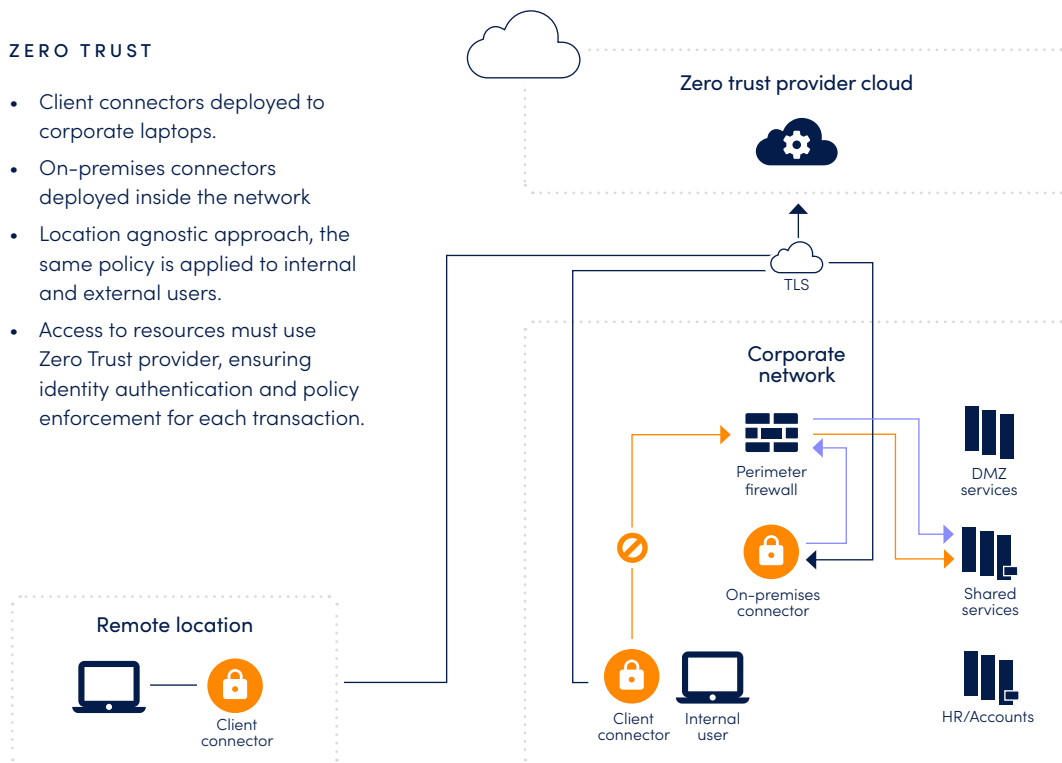 ZERO TRUST
• Client connectors deployed to
corporate laptops.
• On-premises connectors
deployed inside the network
• Location agnostic approach, the
same policy is applied to internal
and external users.
• Access to resources must use
Zero Trust provider, ensuring
identity authentication and policy
enforcement for each transaction.
Zero trust provider cloud
TLS
Corporate
network
Perimeter
firewall
DMZ
services
On-premises
connector
Shared
services
Remote location
Client
connector
Client
connector
Internal
user
HR/Accounts